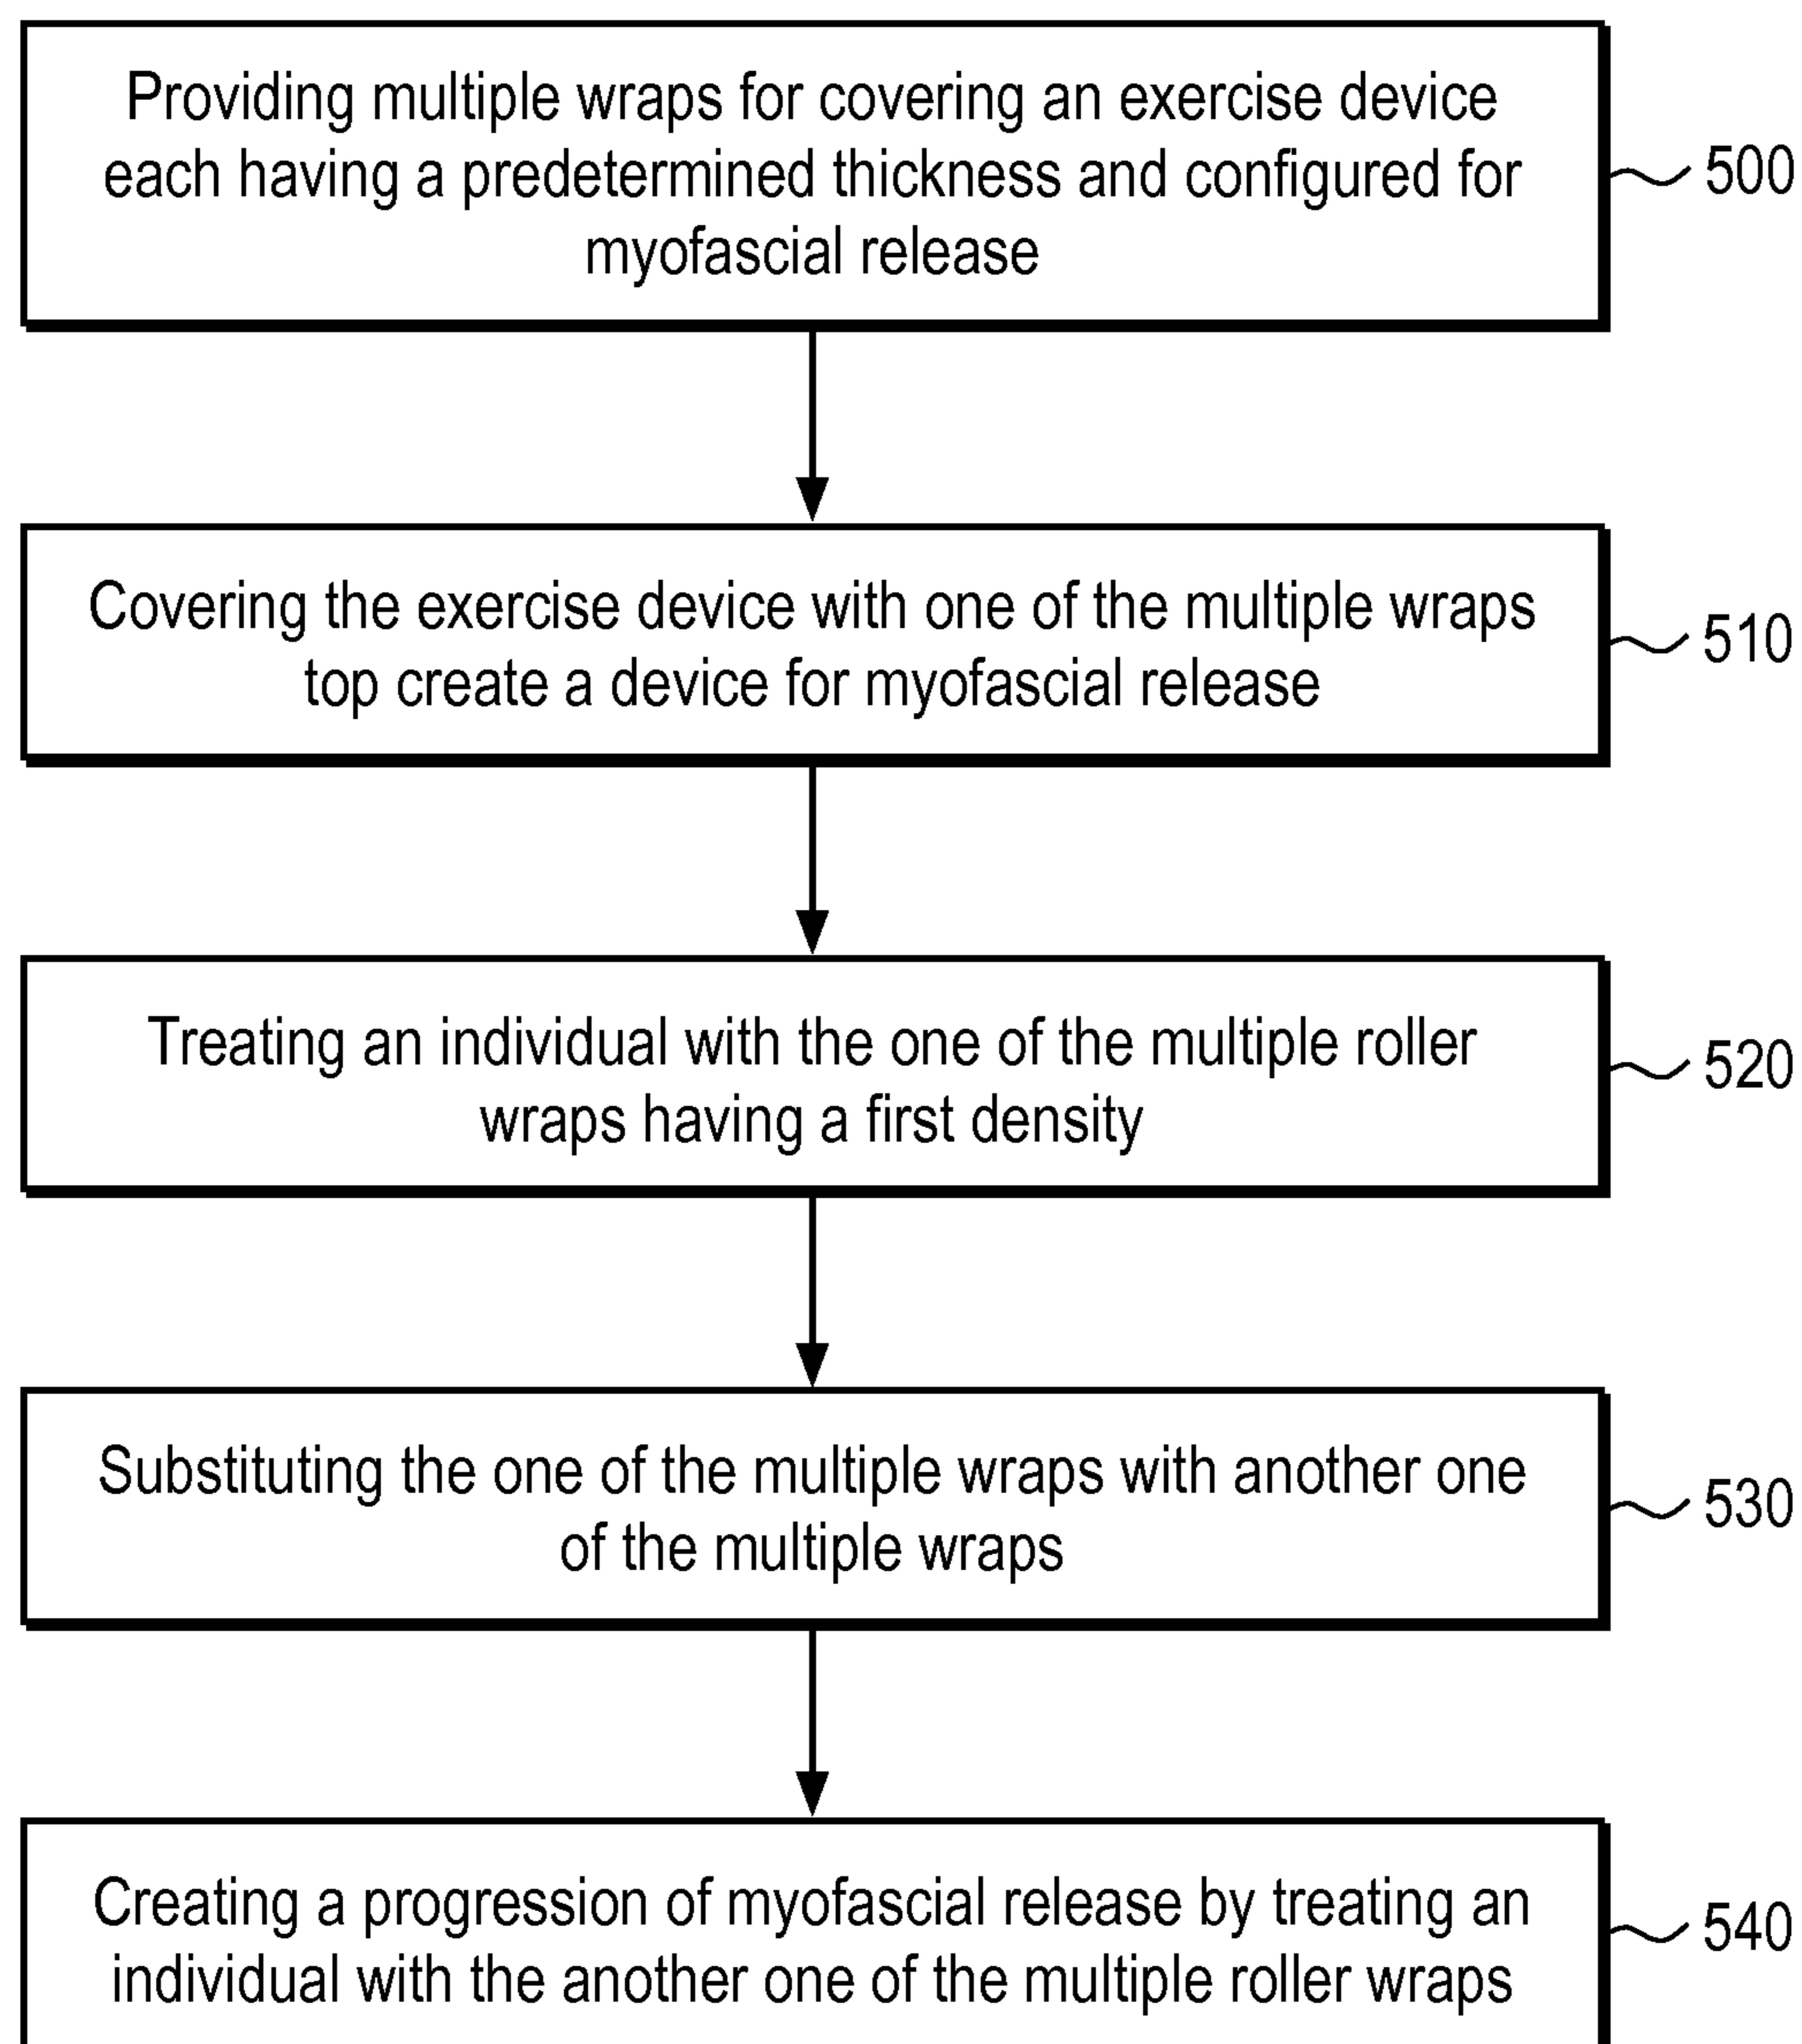 Providing multiple wraps for covering an exercise device
each having a predetermined thickness and configured for
myofascial release
500
Covering the exercise device with one of the multiple wraps
top create a device for myofascial release
510
Treating an individual with the one of the multiple roller
wraps having a first density
520
Substituting the one of the multiple wraps with another one
of the multiple wraps
530
Creating a progression of myofascial release by treating an
individual with the another one of the multiple roller wraps
540